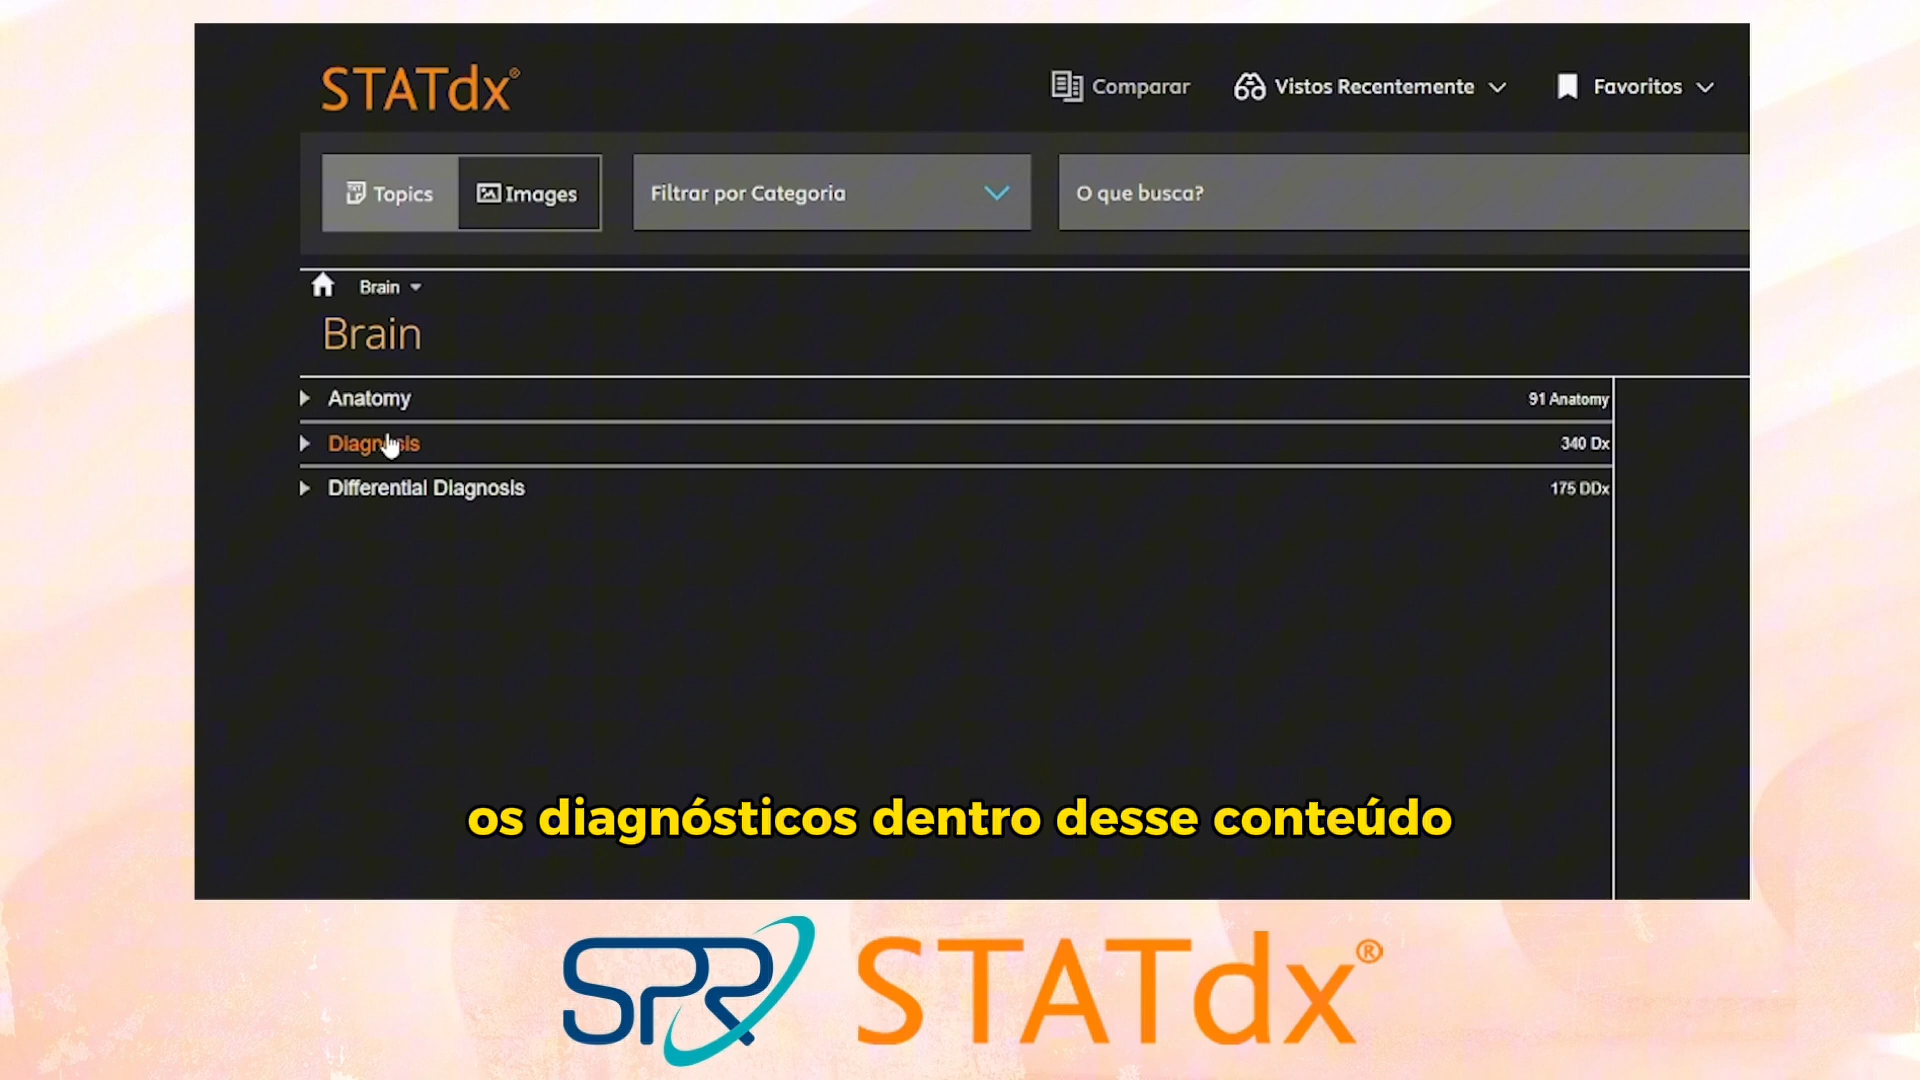 STATdx®
Comparar
Vistos Recentemente
Favoritos
Topics
Images
Filtrar por Categoria
O que busca?
Brain
Brain
Anatomy
91 Anatomy
Diagnosis
340 Dx
Differential Diagnosis
175 DDx
os diagnósticos dentro desse conteúdo
SPR STATdx®